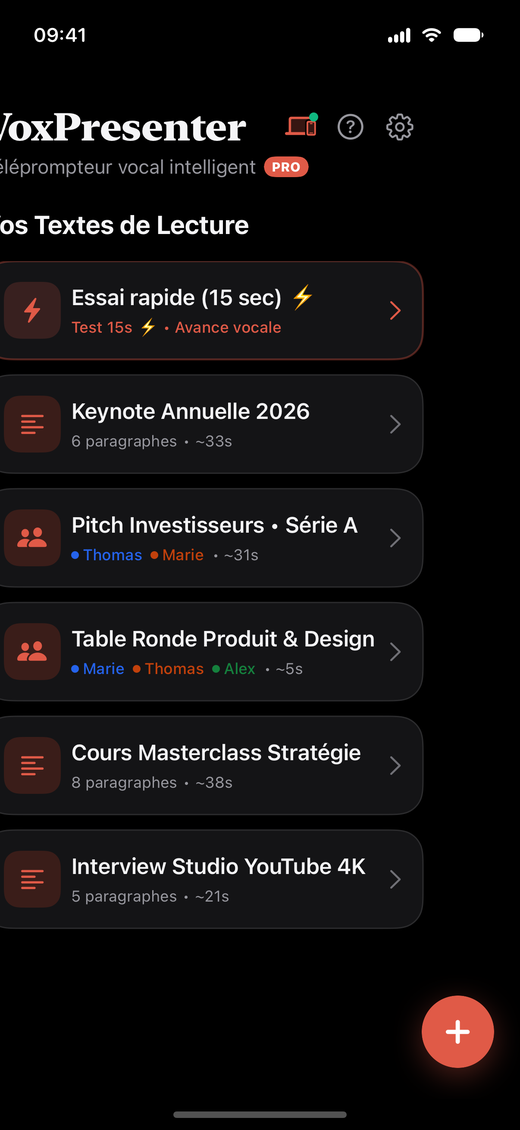 09:41
VoxPresenter
éléprompteur vocal intelligent PRO
os Textes de Lecture
Essai rapide (15 sec) ⚡
Test 15s ⚡ • Avance vocale
Keynote Annuelle 2026
6 paragraphes • ~33s
Pitch Investisseurs • Série A
Thomas Marie • ~31s
Table Ronde Produit & Design
Marie Thomas Alex • ~5s
Cours Masterclass Stratégie
8 paragraphes • ~38s
Interview Studio YouTube 4K
5 paragraphes • ~21s